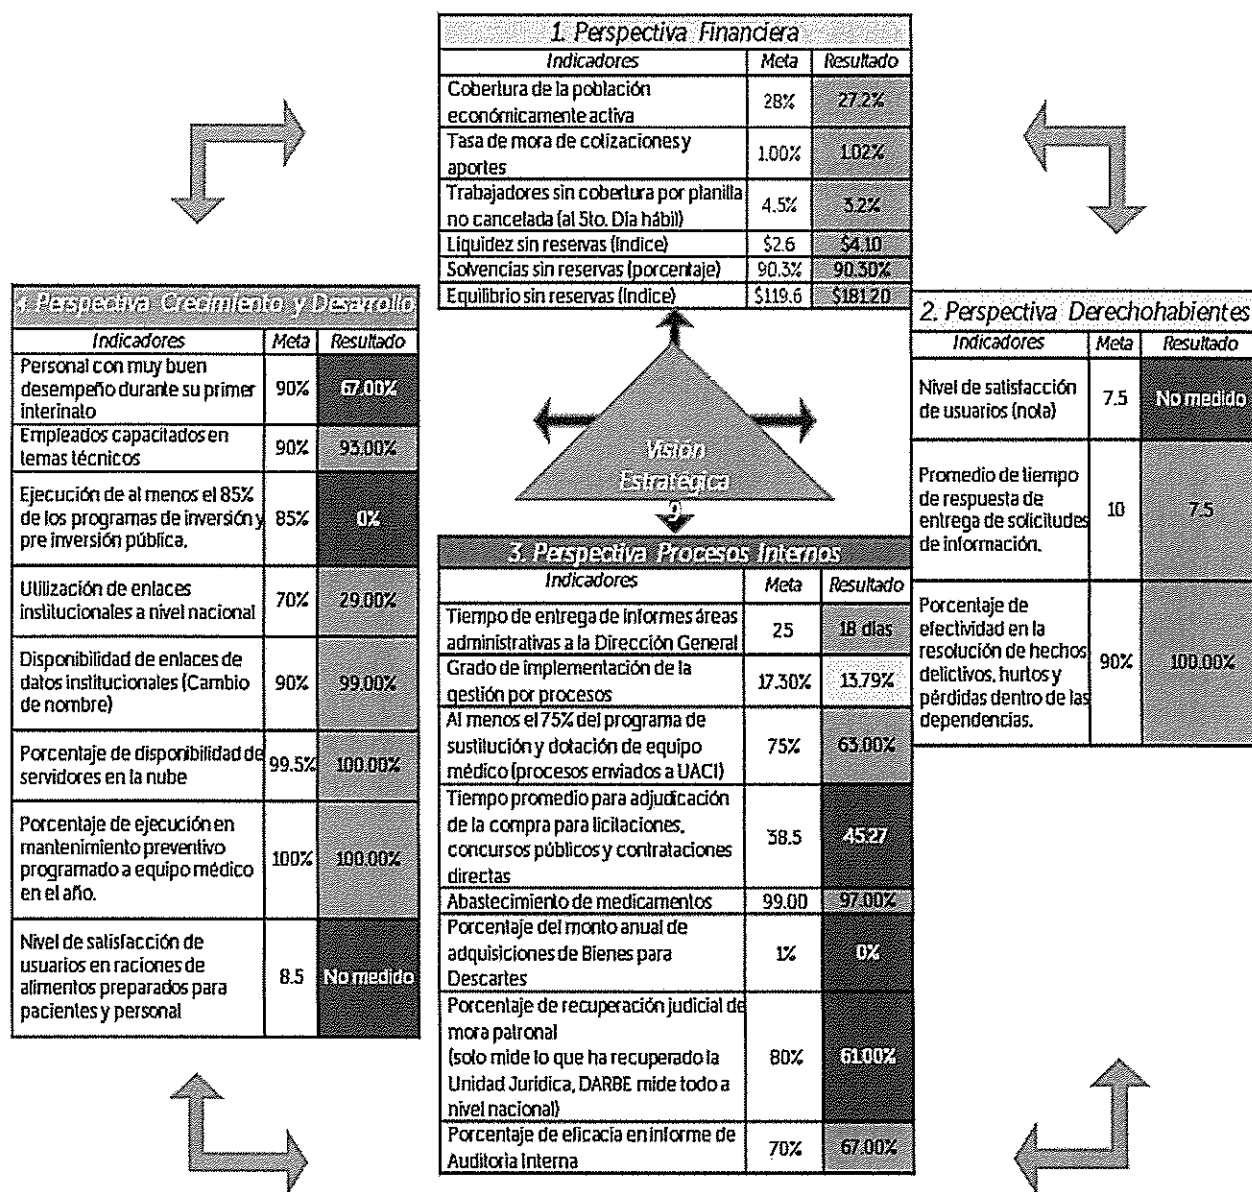 1. Perspectiva Financiera
Indicadores Meta Resultado
Cobertura de la población
económicamente activa 28% 27.2%
Tasa de mora de cotizaciones y
aportes 1.00% 1.02%
Trabajadores sin cobertura por planilla
no cancelada (al 5to. Día hábil) 4.5% 3.2%
Liquidez sin reservas (Indice) $2.6 $4.10
Solvencias sin reservas (porcentaje) 90.3% 90.30%
Equilibrio sin reservas (Indice) $119.6 $181.20
4. Perspectiva Crecimiento y Desarrollo
Indicadores Meta Resultado
Personal con muy buen
desempeño durante su primer
interinato 90% 67.00%
Empleados capacitados en
temas técnicos 90% 93.00%
Ejecución de al menos el 85%
de los programas de inversión y
pre inversión pública. 85% 0%
Utilización de enlaces
institucionales a nivel nacional 70% 29.00%
Disponibilidad de enlaces de
datos institucionales (Cambio
de nombre) 90% 99.00%
Porcentaje de disponibilidad de
servidores en la nube 99.5% 100.00%
Porcentaje de ejecución en
mantenimiento preventivo
programado a equipo médico
en el año. 100% 100.00%
Nivel de satisfacción de
usuarios en raciones de
alimentos preparados para
pacientes y personal 8.5 No medido
Visión
Estratégica
9
2. Perspectiva Derechohabientes
Indicadores Meta Resultado
Nivel de satisfacción
de usuarios (nota) 7.5 No medido
Promedio de tiempo
de respuesta de
entrega de solicitudes
de información. 10 7.5
Porcentaje de
efectividad en la
resolución de hechos
delictivos, hurtos y
pérdidas dentro de las
dependencias. 90% 100.00%
3. Perspectiva Procesos Internos
Indicadores Meta Resultado
Tiempo de entrega de informes áreas
administrativas a la Dirección General 25 18 días
Grado de implementación de la
gestión por procesos 17.30% 13.79%
Al menos el 75% del programa de
sustitución y dotación de equipo
médico (procesos enviados a UACI) 75% 63.00%
Tiempo promedio para adjudicación
de la compra para licitaciones,
concursos públicos y contrataciones
directas 38.5 45.27
Abastecimiento de medicamentos 99.00 97.00%
Porcentaje del monto anual de
adquisiciones de Bienes para
Descartes 1% 0%
Porcentaje de recuperación judicial de
mora patronal
(solo mide lo que ha recuperado la
Unidad Jurídica, DARBE mide todo a
nivel nacional) 80% 61.00%
Porcentaje de eficacia en informe de
Auditoria Interna 70% 67.00%